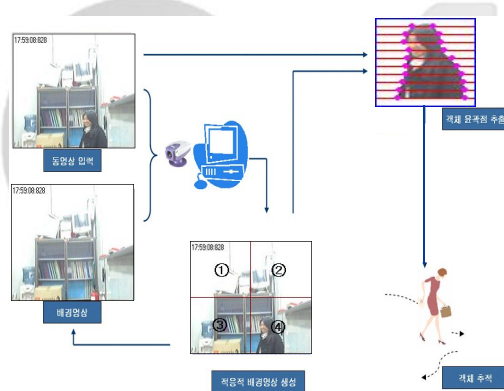 17:59:08:828
동영상 입력
17:59:08:828
배경영상
17:59:08:828
① ②
③ ④
적응적 배경영상 생성
객체 윤곽점 추출
객체 추적